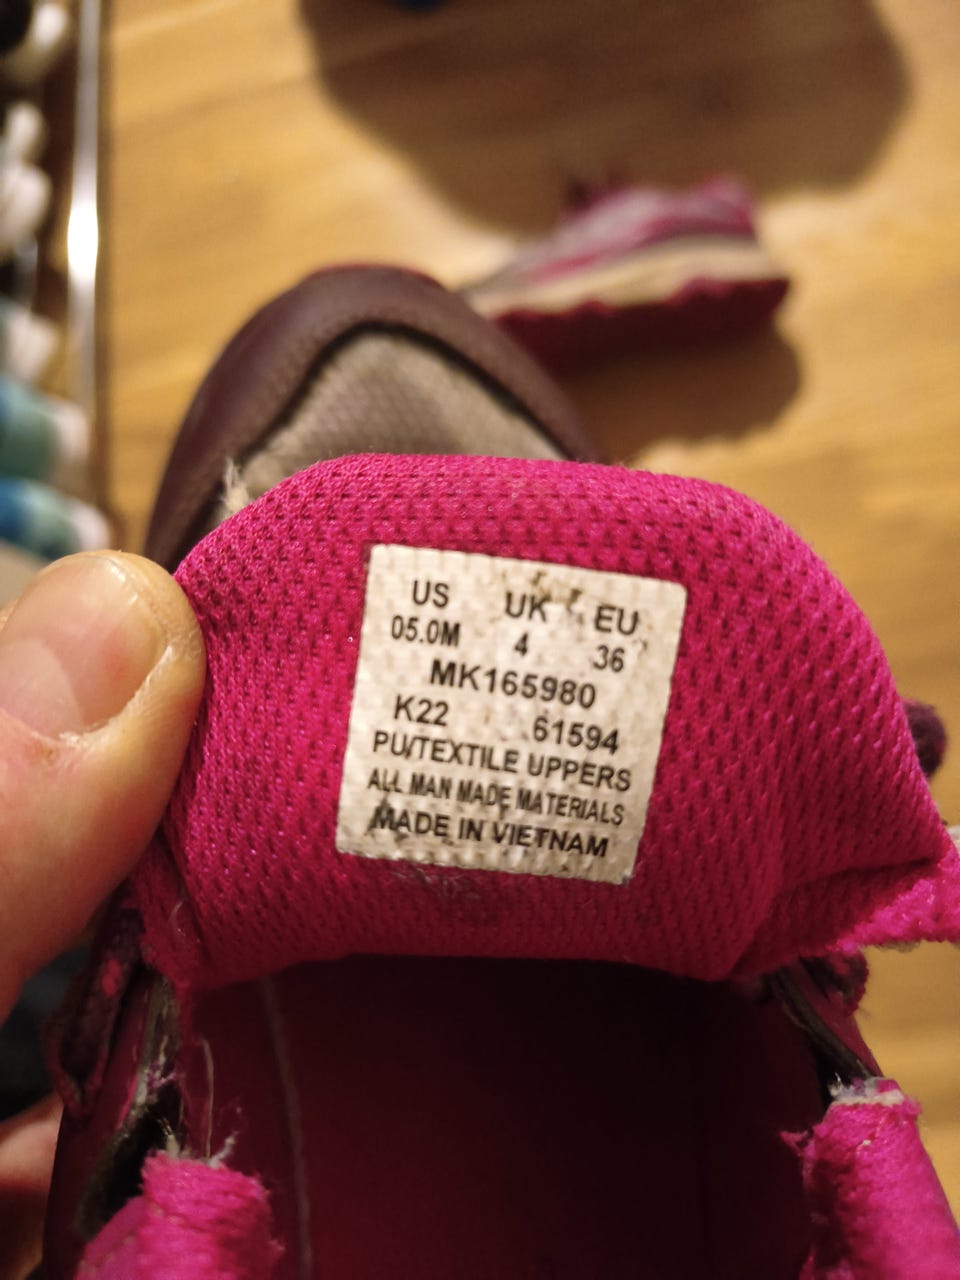 US UK EU
05.0M 4 36
MK165980
K22 61594
PU/TEXTILE UPPERS
ALL MAN MADE MATERIALS
MADE IN VIETNAM